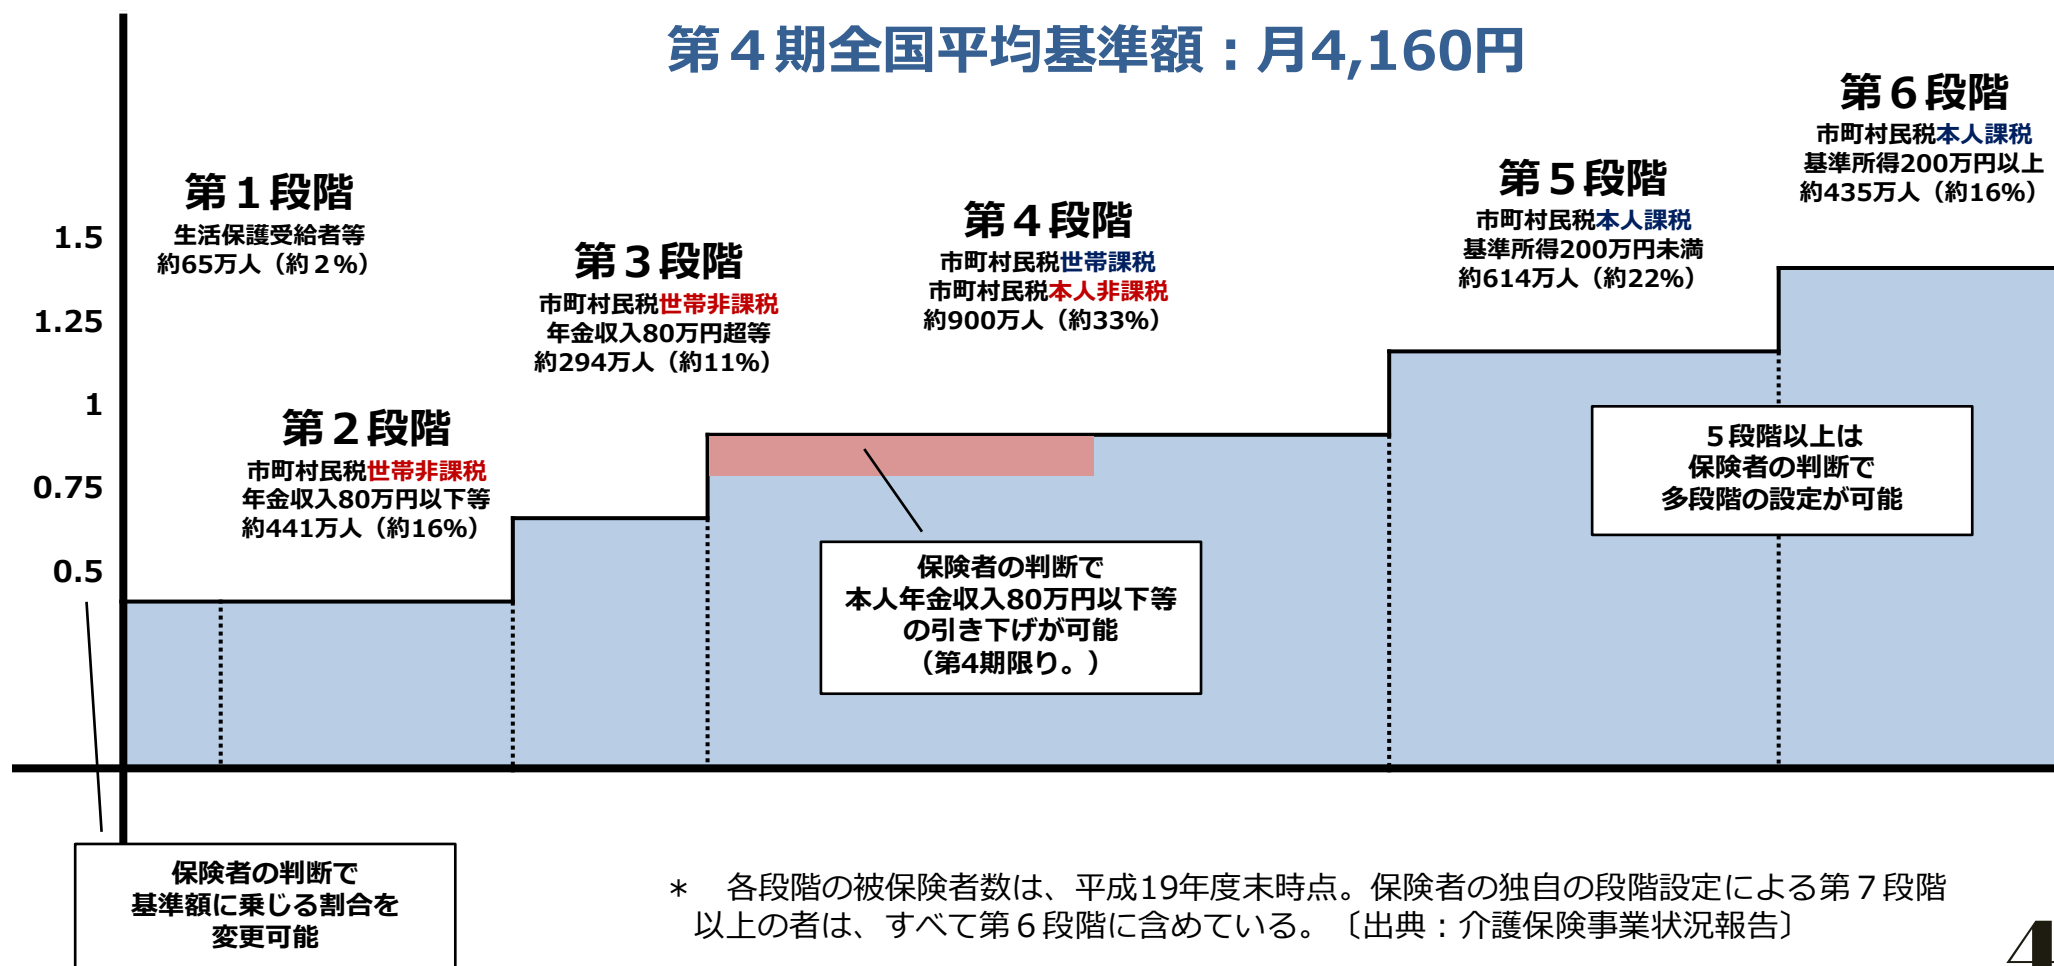 第４期全国平均基準額：月4,160円
1.5
1.25
1
0.75
0.5
第１段階
生活保護受給者等
約65万人（約２%）
第２段階
市町村民税世帯非課税
年金収入80万円以下等
約441万人（約16%）
第３段階
市町村民税世帯非課税
年金収入80万円超等
約294万人（約11%）
第４段階
市町村民税世帯課税
市町村民税本人非課税
約900万人（約33%）
第５段階
市町村民税本人課税
基準所得200万円未満
約614万人（約22%）
第６段階
市町村民税本人課税
基準所得200万円以上
約435万人（約16%）
保険者の判断で
本人年金収入80万円以下等
の引き下げが可能
（第4期限り。）
５段階以上は
保険者の判断で
多段階の設定が可能
保険者の判断で
基準額に乗じる割合を
変更可能
＊　各段階の被保険者数は、平成19年度末時点。保険者の独自の段階設定による第７段階
以上の者は、すべて第６段階に含めている。〔出典：介護保険事業状況報告〕
4